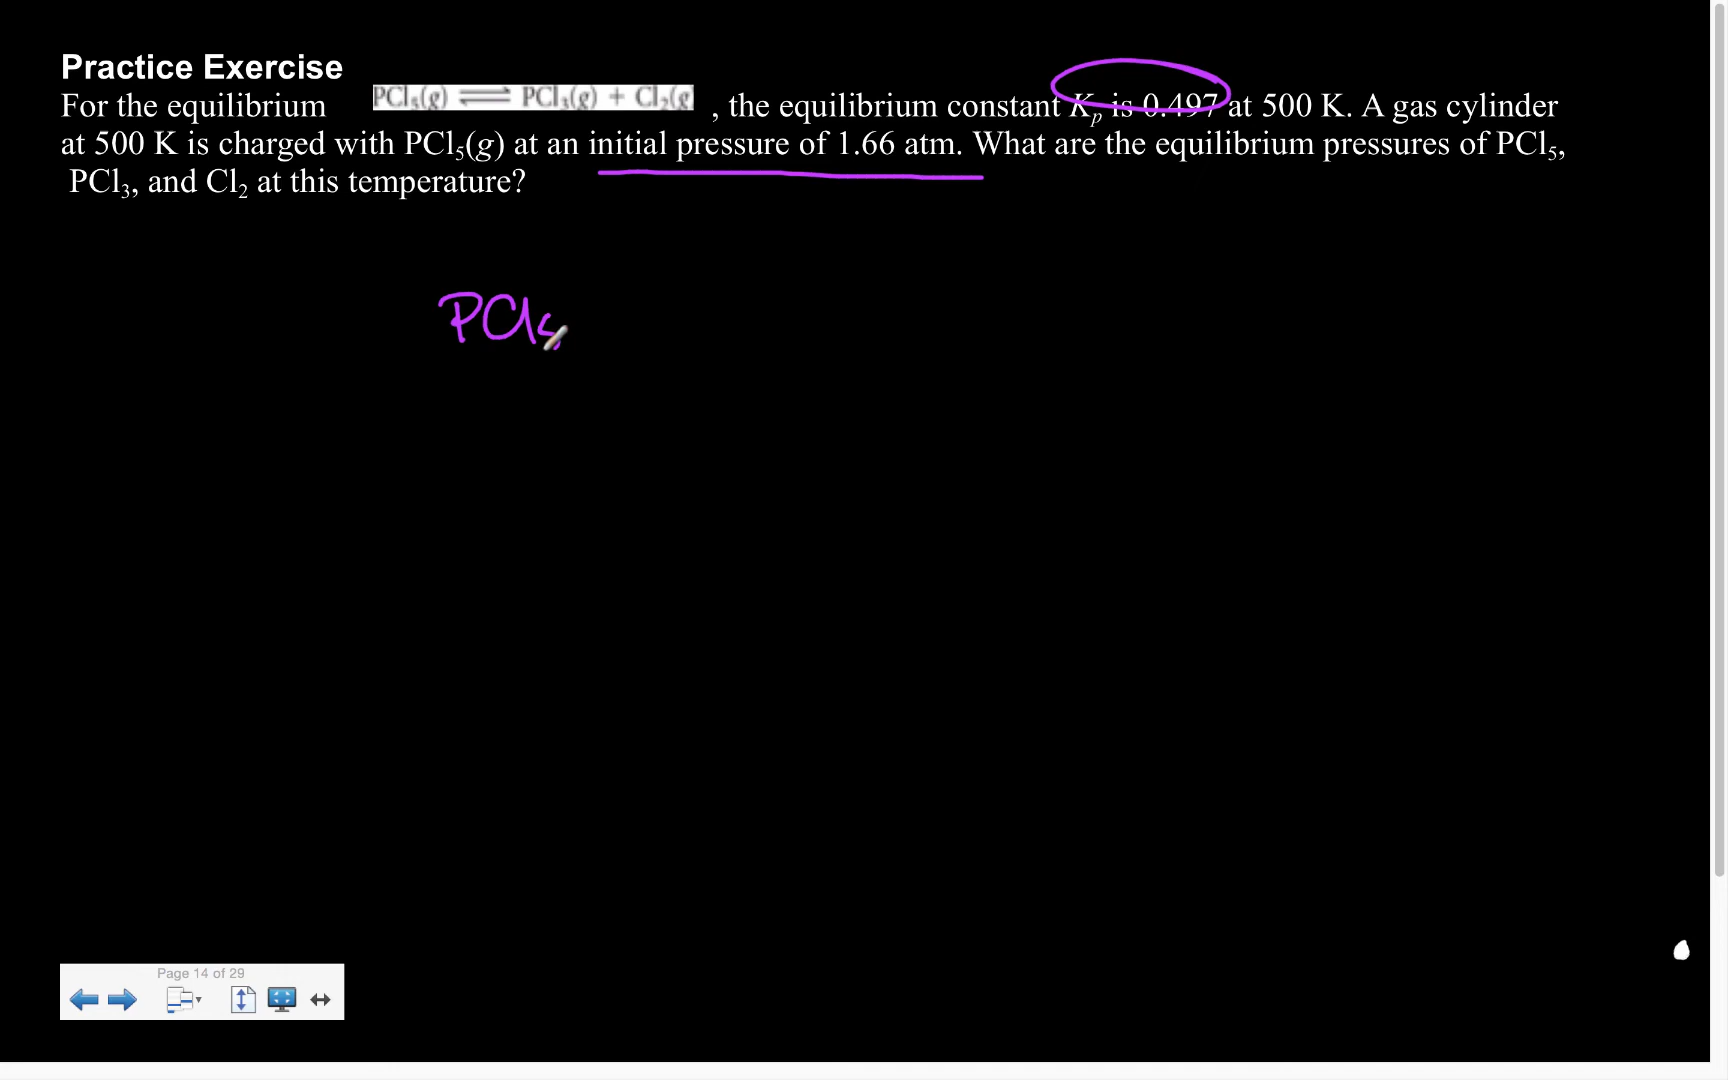 Practice Exercise
For the equilibrium PCl₅(g) ⇌ PCl₃(g) + Cl₂(g , the equilibrium constant Kₚ is 0.497 at 500 K. A gas cylinder
at 500 K is charged with PCl₅(g) at an initial pressure of 1.66 atm. What are the equilibrium pressures of PCl₅,
PCl₃, and Cl₂ at this temperature?
PCl₅
Page 14 of 29